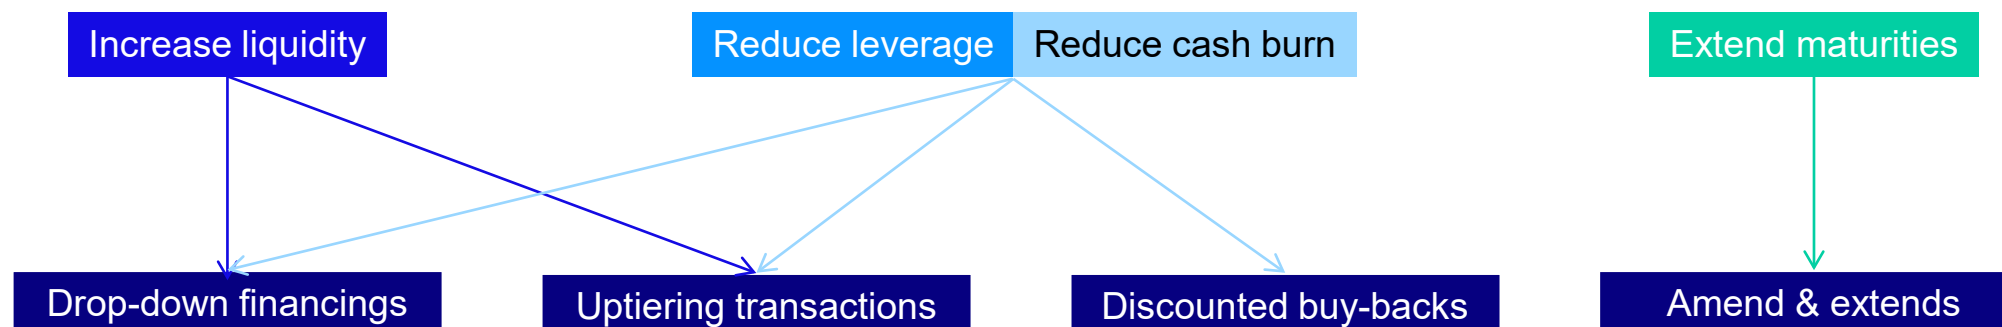 Increase liquidity
Reduce leverage
Reduce cash burn
Extend maturities
Drop-down financings
Uptiering transactions
Discounted buy-backs
Amend & extends